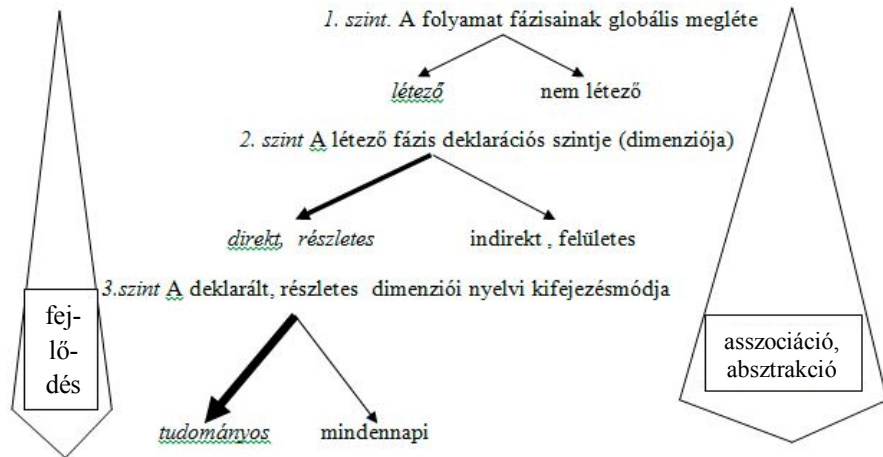 1. szint. A folyamat fázisainak globális megléte
létező nem létező
2. szint A létező fázis deklarációs szintje (dimenziója)
direkt, részletes indirekt , felületes
3.szint A deklarált, részletes dimenziói nyelvi kifejezésmódja
fej-
lő-
dés
asszociáció,
absztrakció
tudományos mindennapi